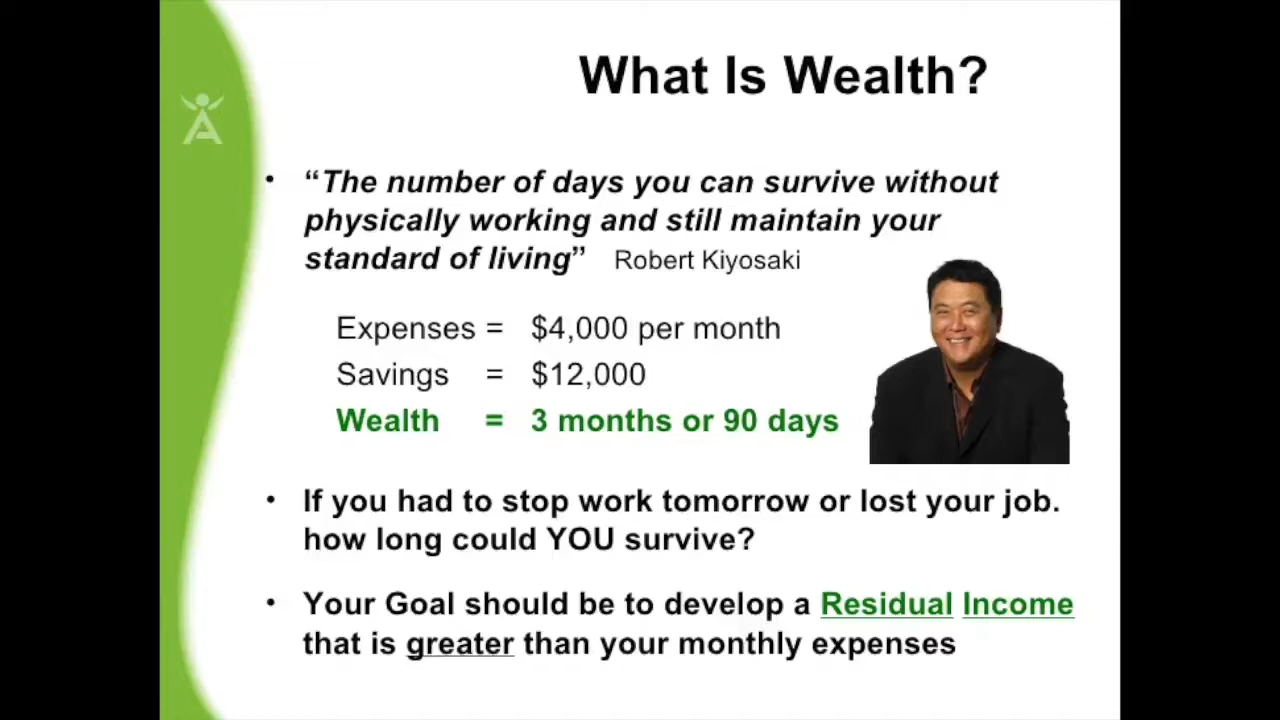 What Is Wealth?
• “The number of days you can survive without
physically working and still maintain your
standard of living” Robert Kiyosaki
Expenses = $4,000 per month
Savings = $12,000
Wealth = 3 months or 90 days
• If you had to stop work tomorrow or lost your job.
how long could YOU survive?
• Your Goal should be to develop a Residual Income
that is greater than your monthly expenses